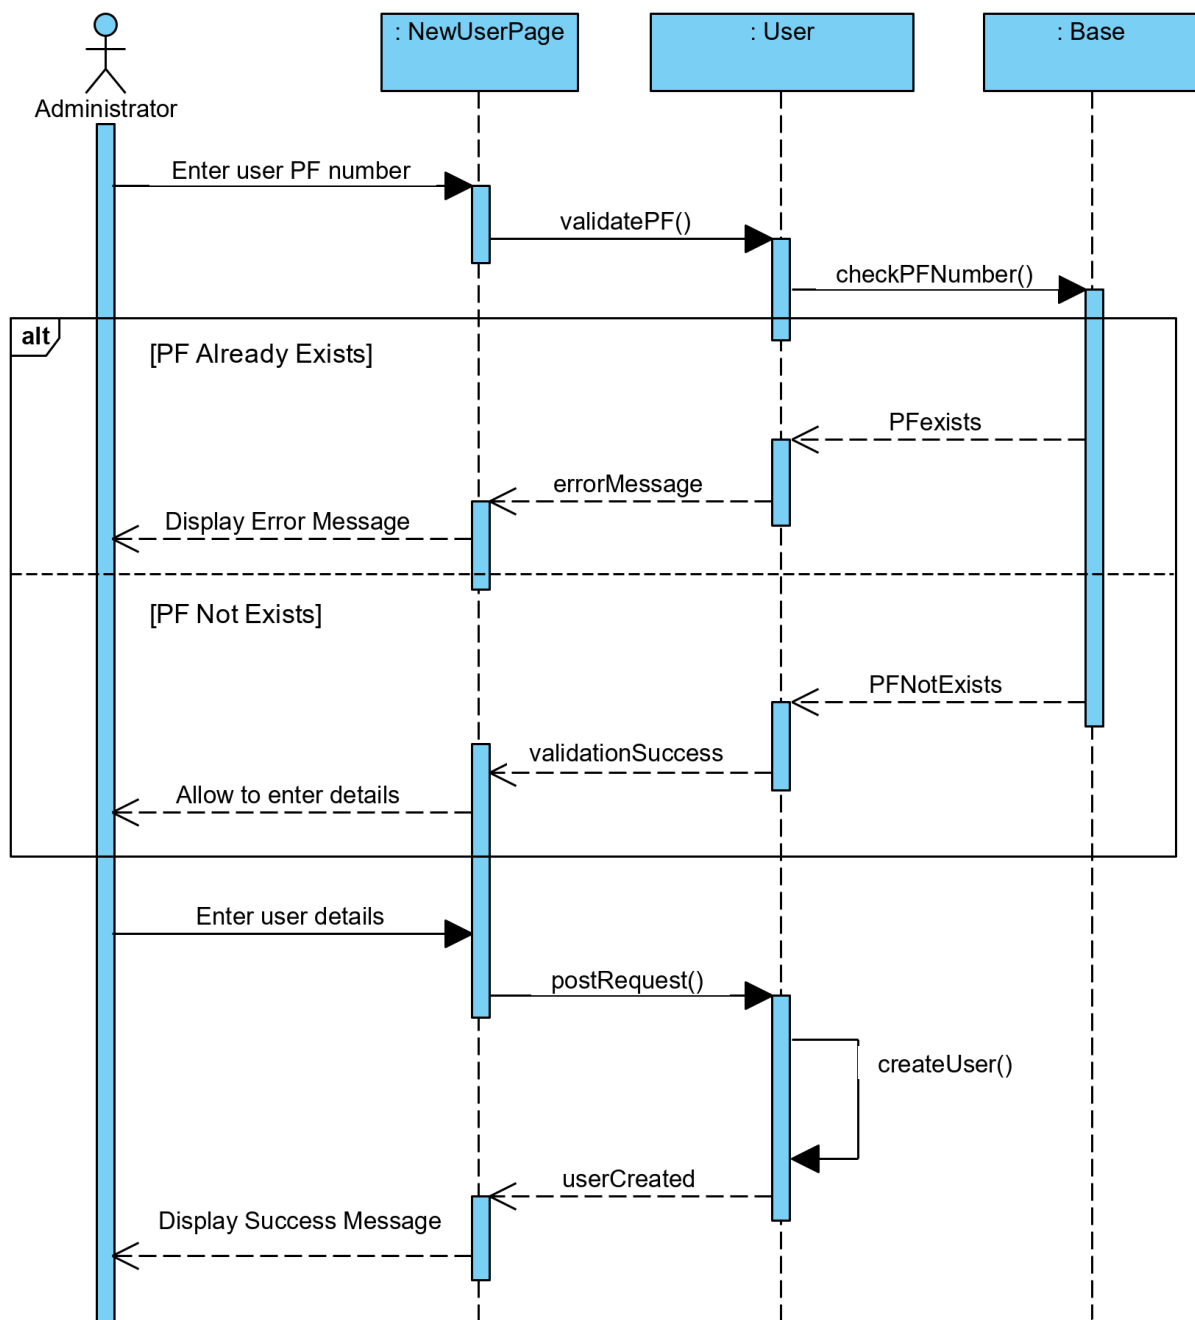 : NewUserPage
: User
: Base
Administrator
Enter user PF number
validatePF()
checkPFNumber()
alt
[PF Already Exists]
PFexists
errorMessage
Display Error Message
[PF Not Exists]
PFNotExists
validationSuccess
Allow to enter details
Enter user details
postRequest()
createUser()
userCreated
Display Success Message